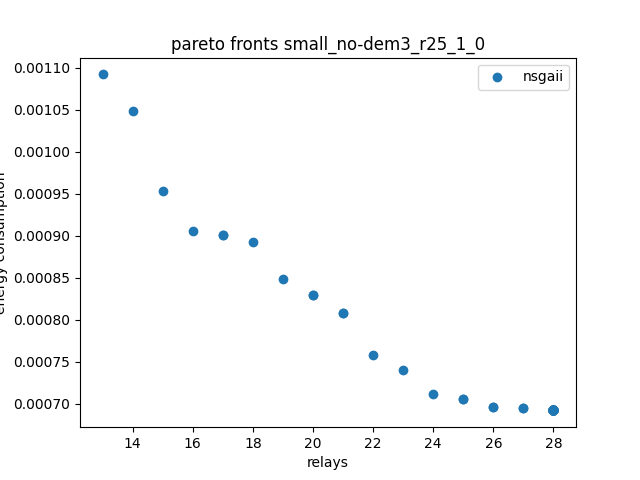 pareto fronts small_no-dem3_r25_1_0
nsgaii
0.00110
0.00105
0.00100
0.00095
0.00090
0.00085
0.00080
0.00075
0.00070
energy consumption
14 16 18 20 22 24 26 28
relays